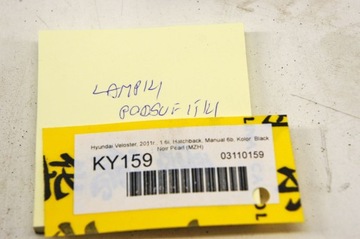 LAMPKI
PODSUFITKI
Hyundai Veloster, 2011r., 1.6i, Hatchback, Manual 6b, Kolor: Black
Noir Pearl (MZH)
KY159
03110159